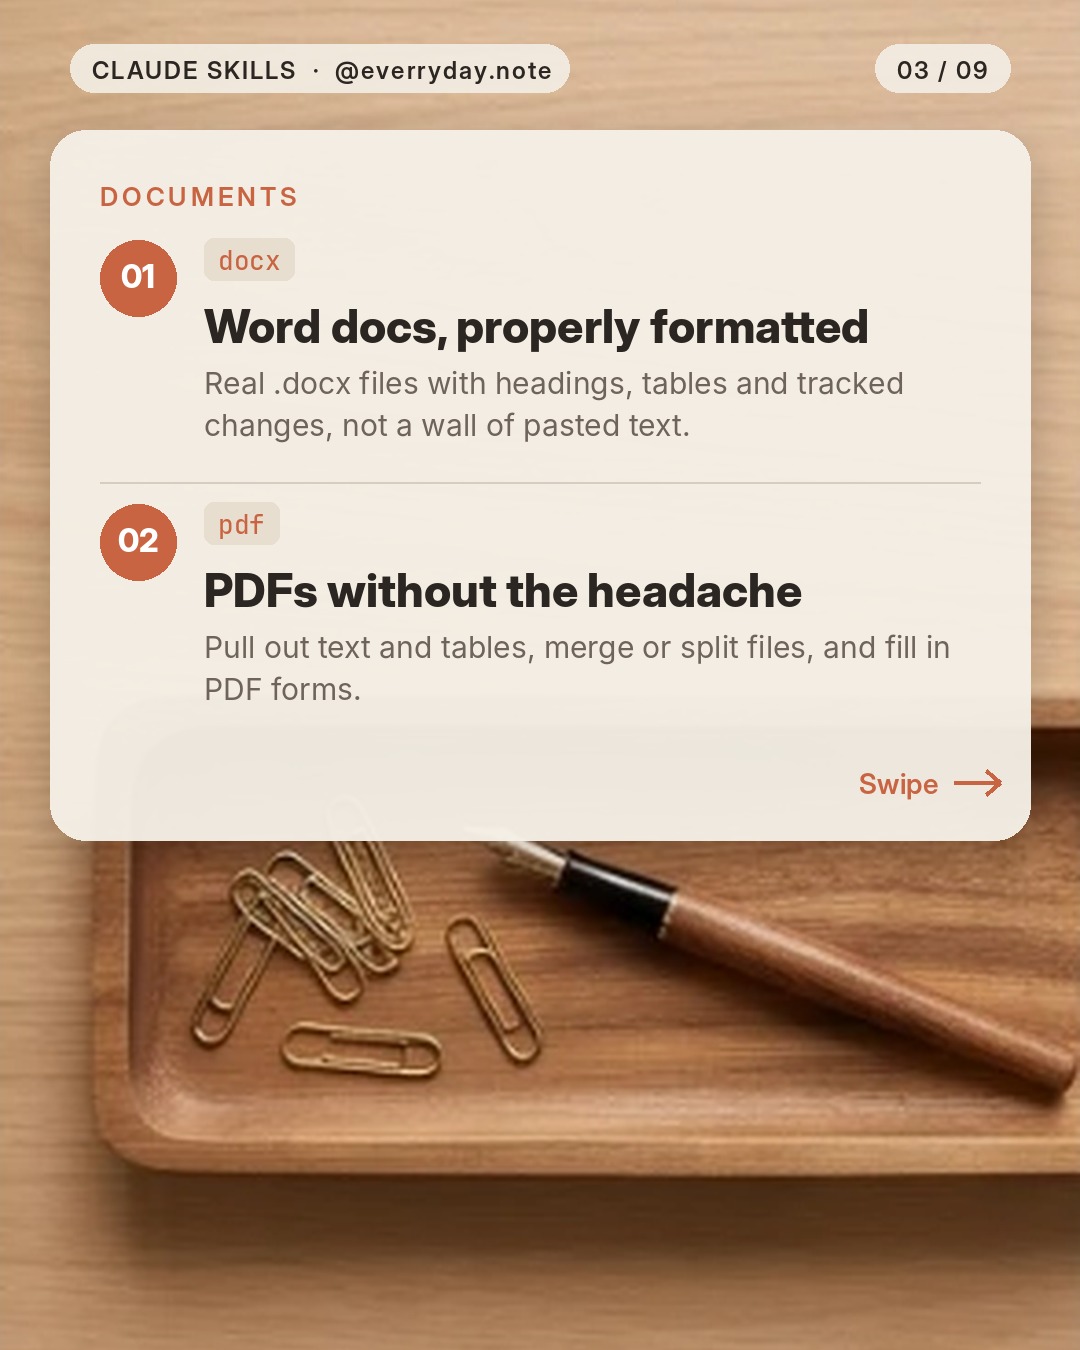 CLAUDE SKILLS · @everryday.note
03 / 09
DOCUMENTS
01
docx
Word docs, properly formatted
Real .docx files with headings, tables and tracked
changes, not a wall of pasted text.
02
pdf
PDFs without the headache
Pull out text and tables, merge or split files, and fill in
PDF forms.
Swipe →